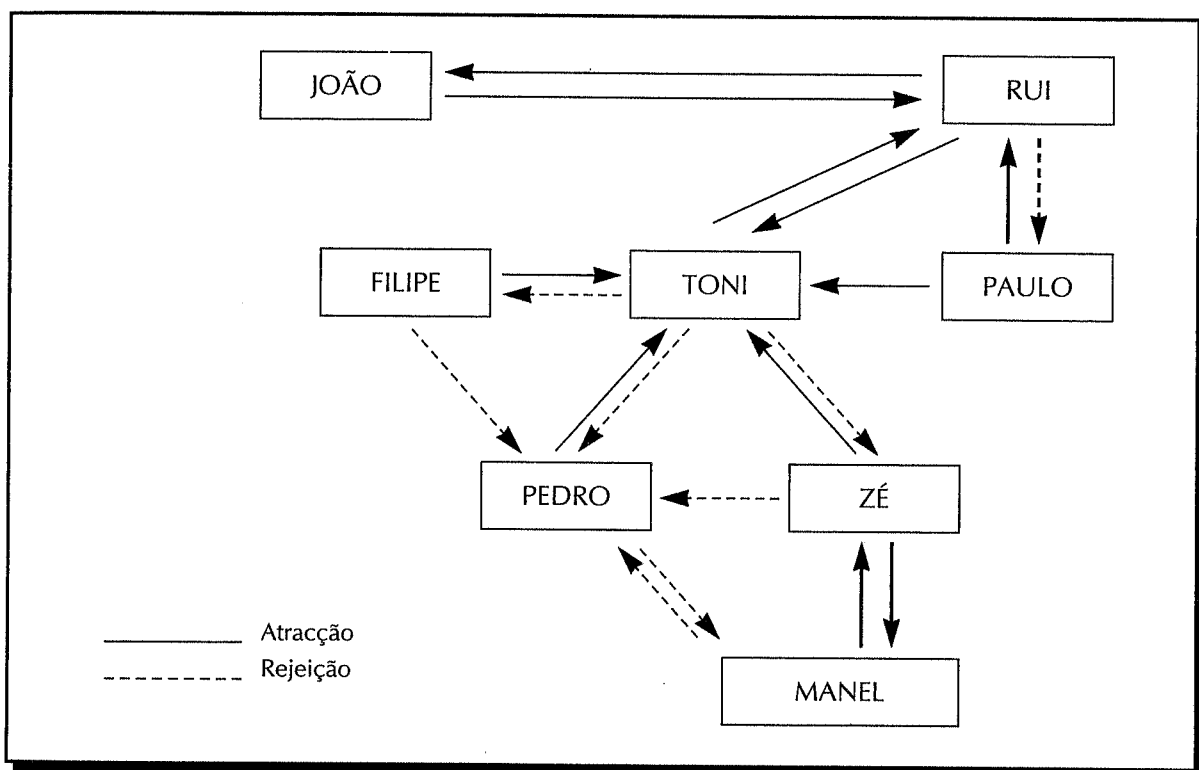 JOÃO
RUI
FILIPE
TONI
PAULO
PEDRO
ZÉ
Atracção
Rejeição
MANEL